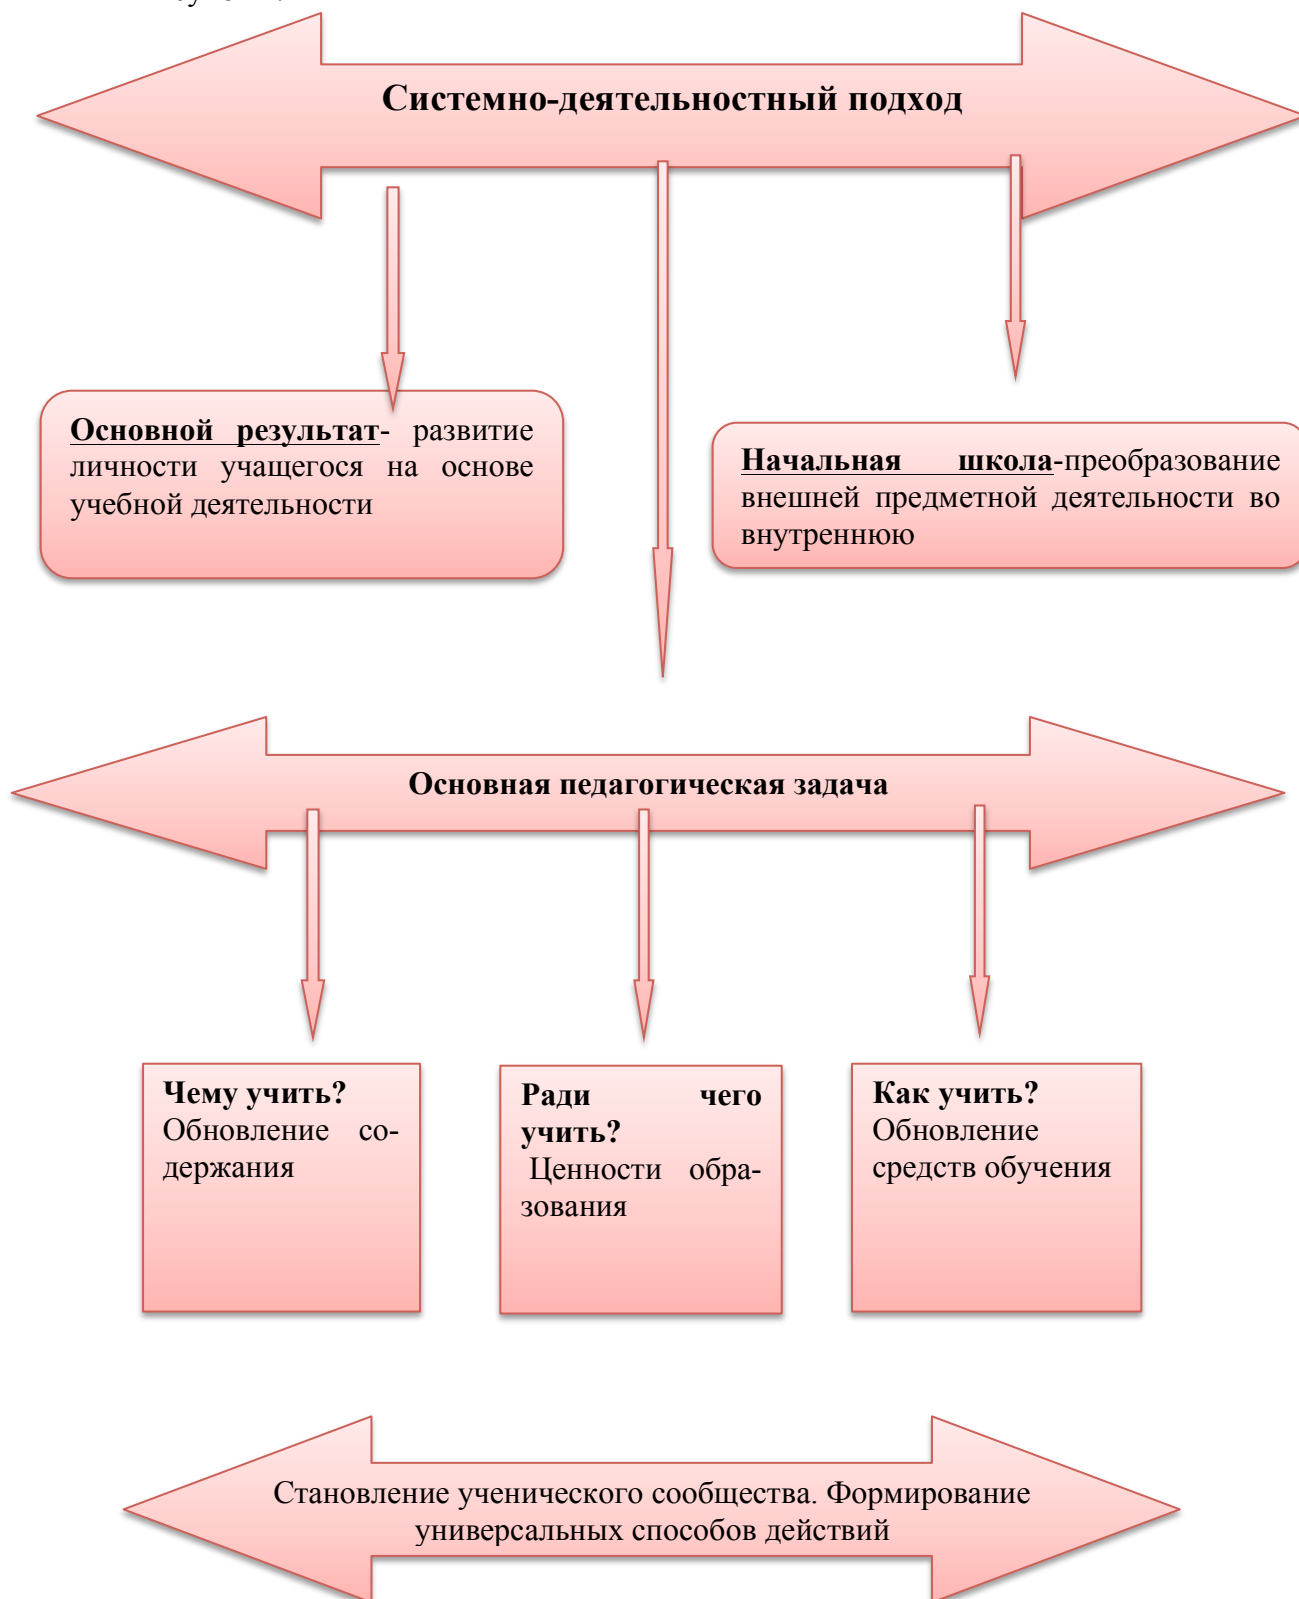 Системно-деятельностный подход
Основной результат- развитие
личности учащегося на основе
учебной деятельности
Начальная школа-преобразование
внешней предметной деятельности во
внутреннюю
Основная педагогическая задача
Чему учить?
Обновление со-
держания
Ради чего
учить?
Ценности обра-
зования
Как учить?
Обновление
средств обучения
Становление ученического сообщества. Формирование
универсальных способов действий